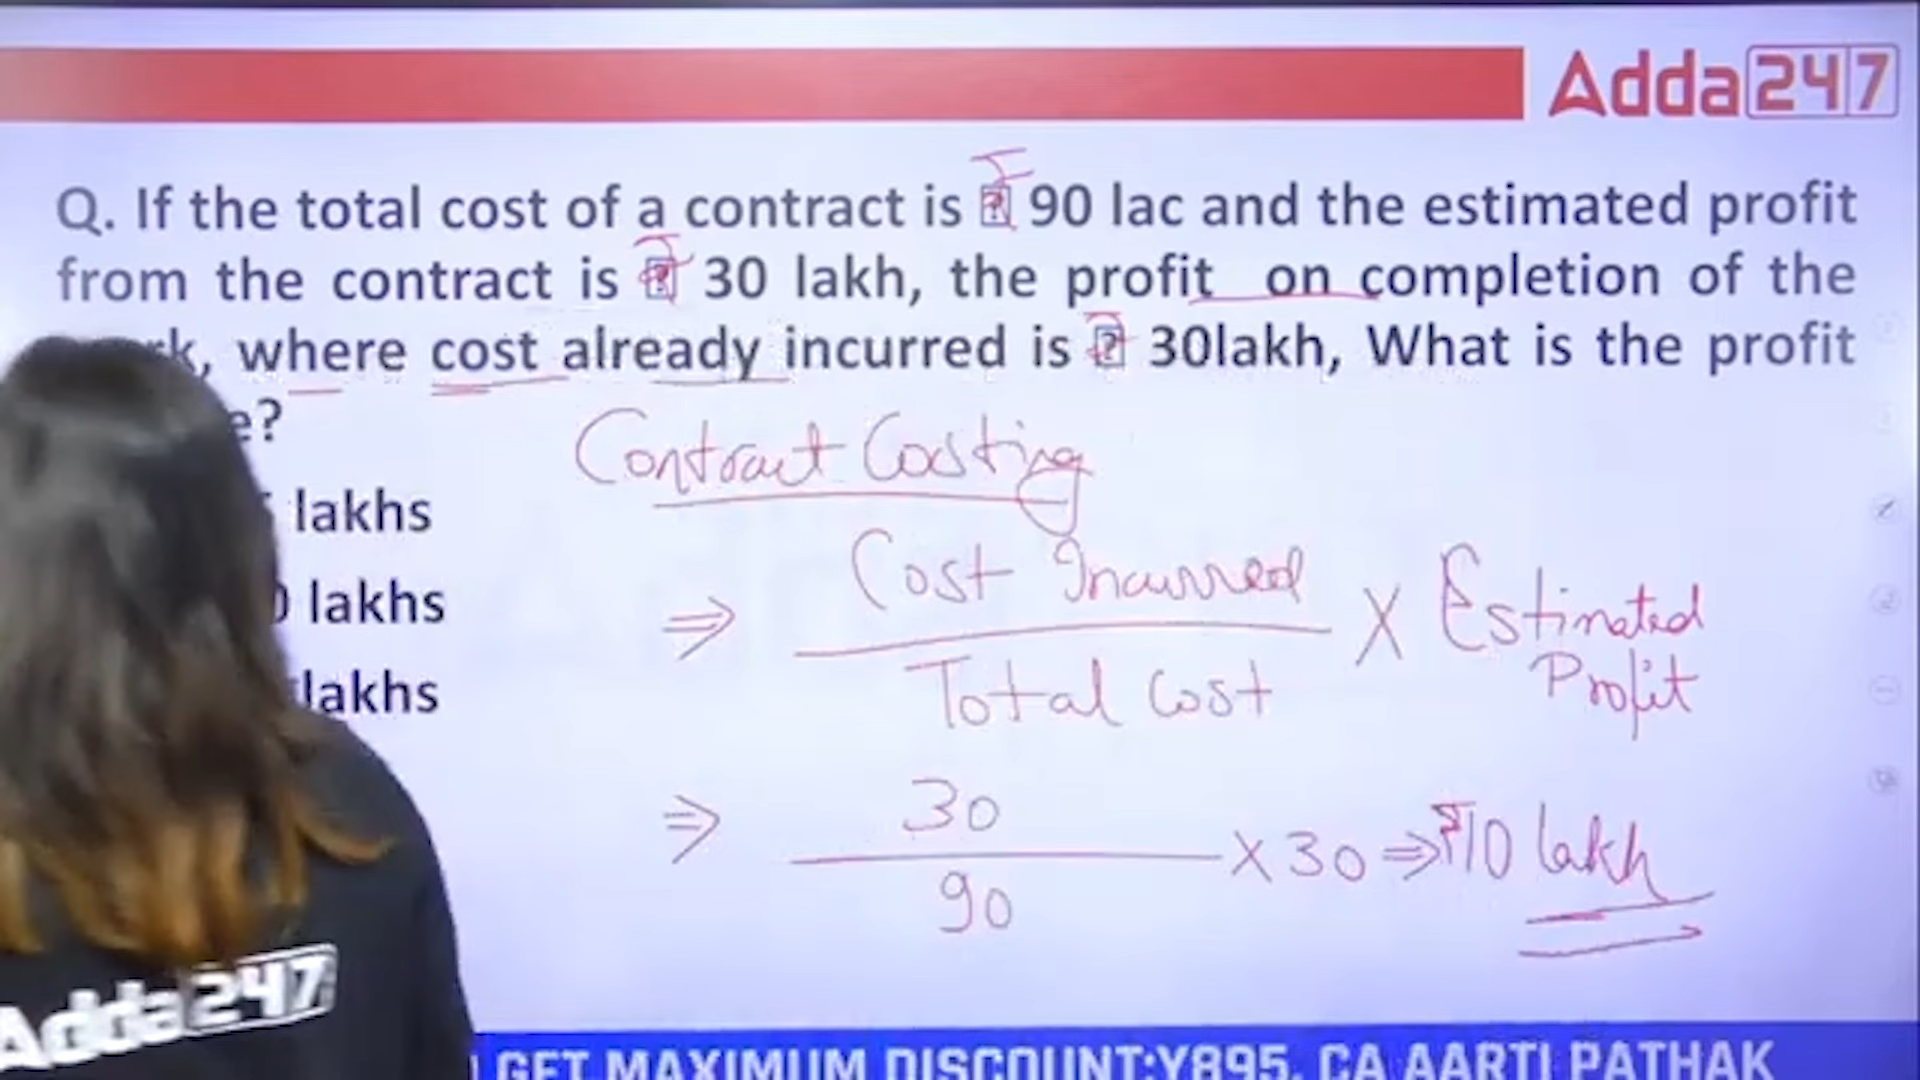 Adda247
Q. If the total cost of a contract is 90 lac and the estimated profit
from the contract is 30 lakh, the profit on completion of the
where cost already incurred is 30lakh, What is the profit
Contract Costing
lakhs
Cost Incurred
⇒ × Estimated
lakhs
Total Cost
Profit
lakhs
30
⇒ × 30 ⇒ ₹10 lakh
90
Adda247
GET MAXIMUM DISCOUNT:Y895, CA AARTI PATHAK